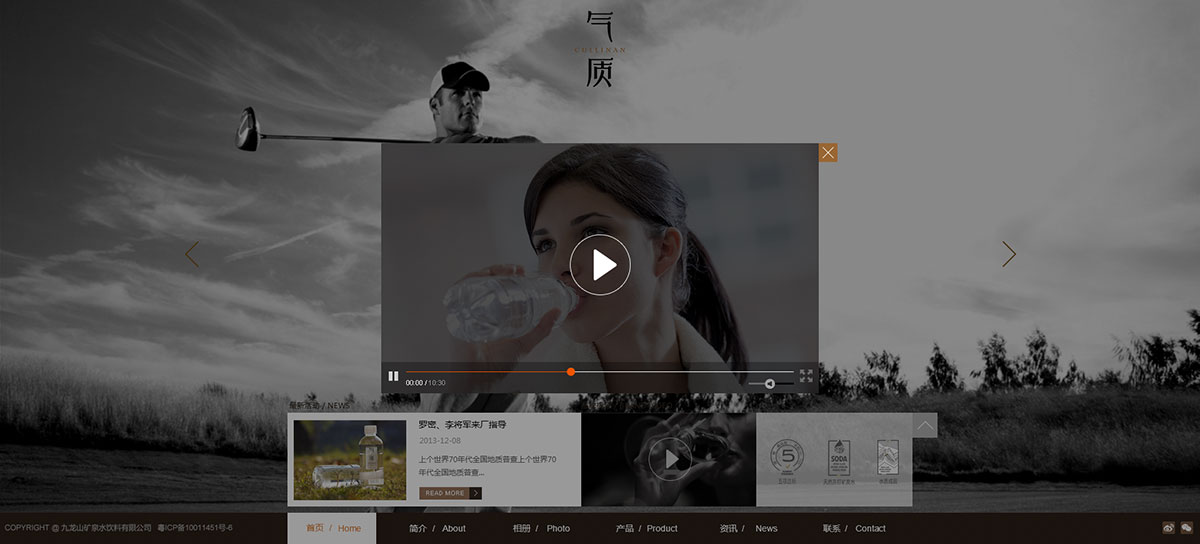 气
CULLINAN
质
00:00 / 10:30
最新活动 / NEWS
罗密、李将军来厂指导
2013-12-08
上个世界70年代全国地质普查上个世界70
年代全国地质普查...
READ MORE
5
SODA
COPYRIGHT @ 九龙山矿泉水饮料有限公司 粤ICP备10011451号-6
首页 / Home
简介 / About
相册 / Photo
产品 / Product
资讯 / News
联系 / Contact